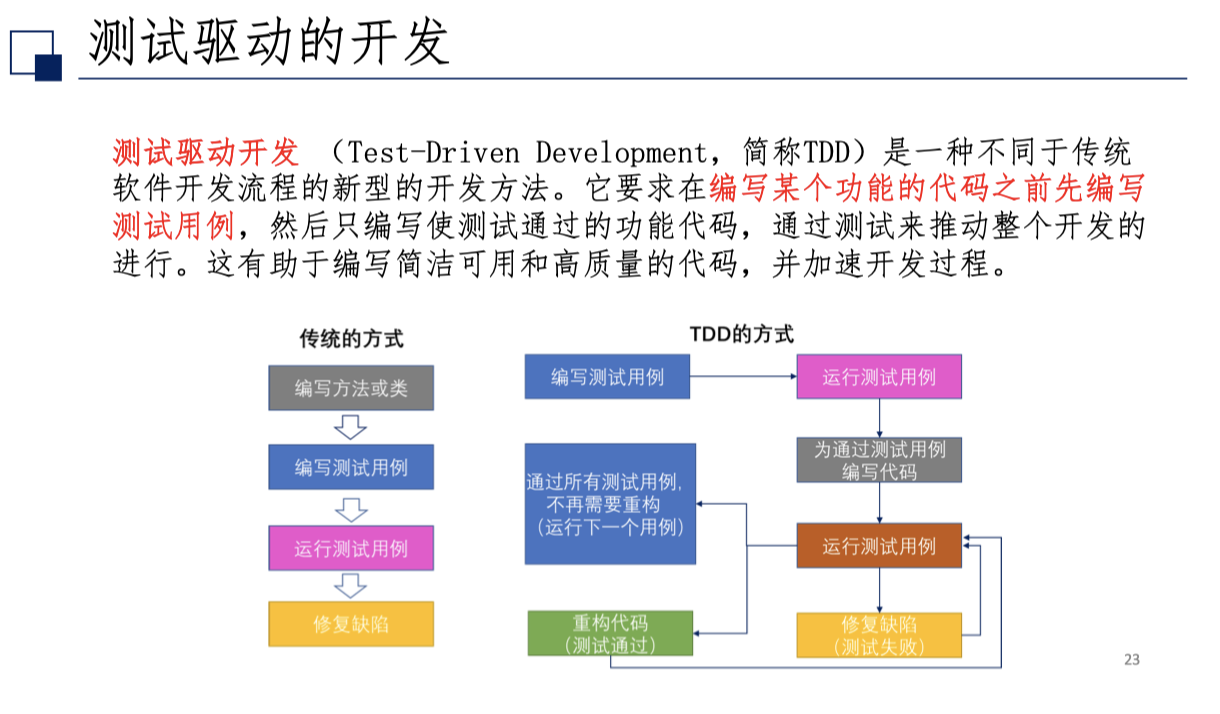 测试驱动的开发
测试驱动开发 （Test-Driven Development，简称TDD）是一种不同于传统
软件开发流程的新型的开发方法。它要求在编写某个功能的代码之前先编写
测试用例，然后只编写使测试通过的功能代码，通过测试来推动整个开发的
进行。这有助于编写简洁可用和高质量的代码，并加速开发过程。
传统的方式
编写方法或类
编写测试用例
运行测试用例
修复缺陷
TDD的方式
编写测试用例
运行测试用例
为通过测试用例
编写代码
运行测试用例
通过所有测试用例,
不再需要重构
（运行下一个用例）
重构代码
（测试通过）
修复缺陷
（测试失败）
23